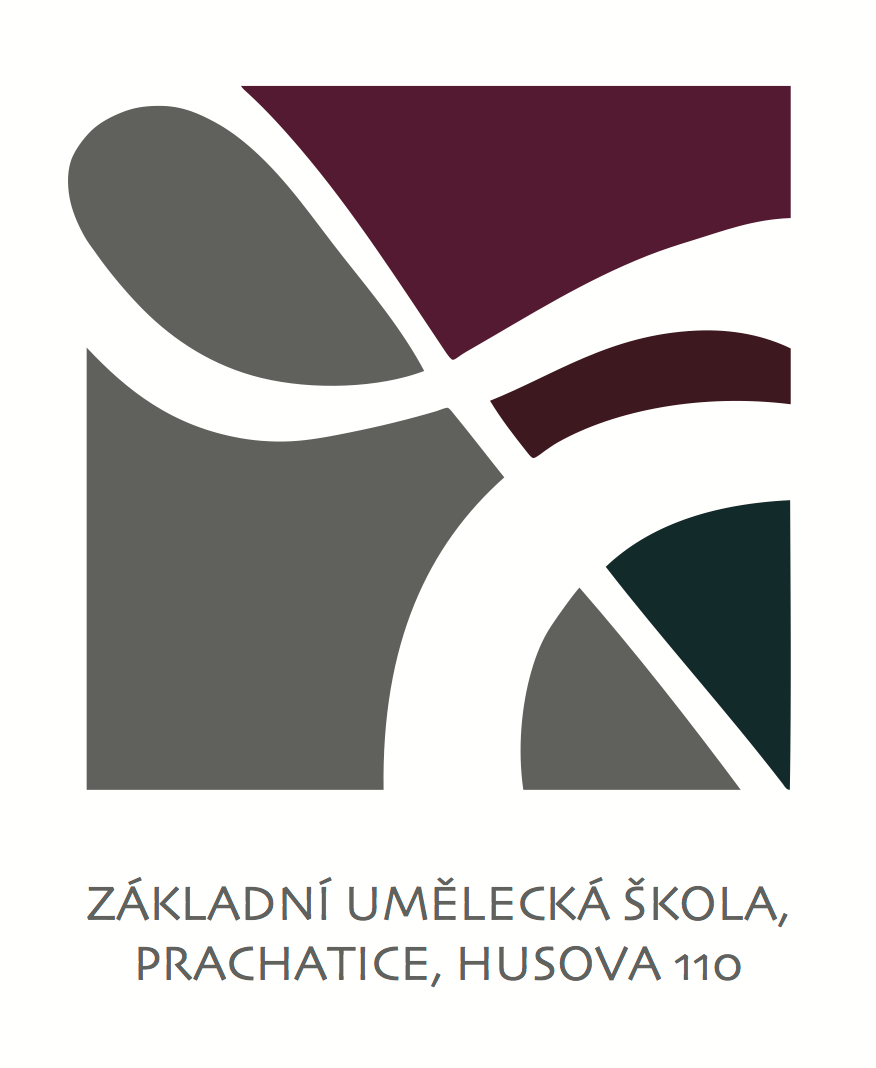 ZÁKLADNÍ UMĚLECKÁ ŠKOLA,
PRACHATICE, HUSOVA 110